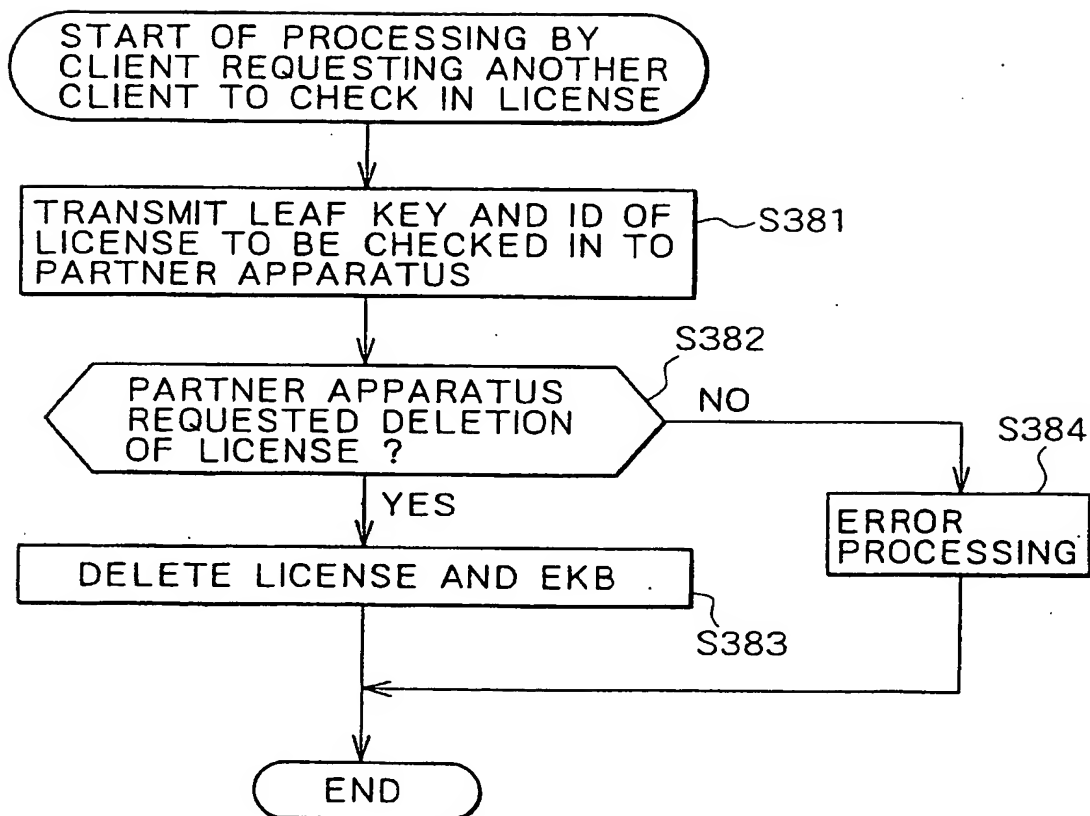 START OF PROCESSING BY
CLIENT REQUESTING ANOTHER
CLIENT TO CHECK IN LICENSE
TRANSMIT LEAF KEY AND ID OF
LICENSE TO BE CHECKED IN TO
PARTNER APPARATUS
S381
S382
PARTNER APPARATUS
REQUESTED DELETION
OF LICENSE ?
NO
S384
YES
ERROR
PROCESSING
DELETE LICENSE AND EKB
S383
END